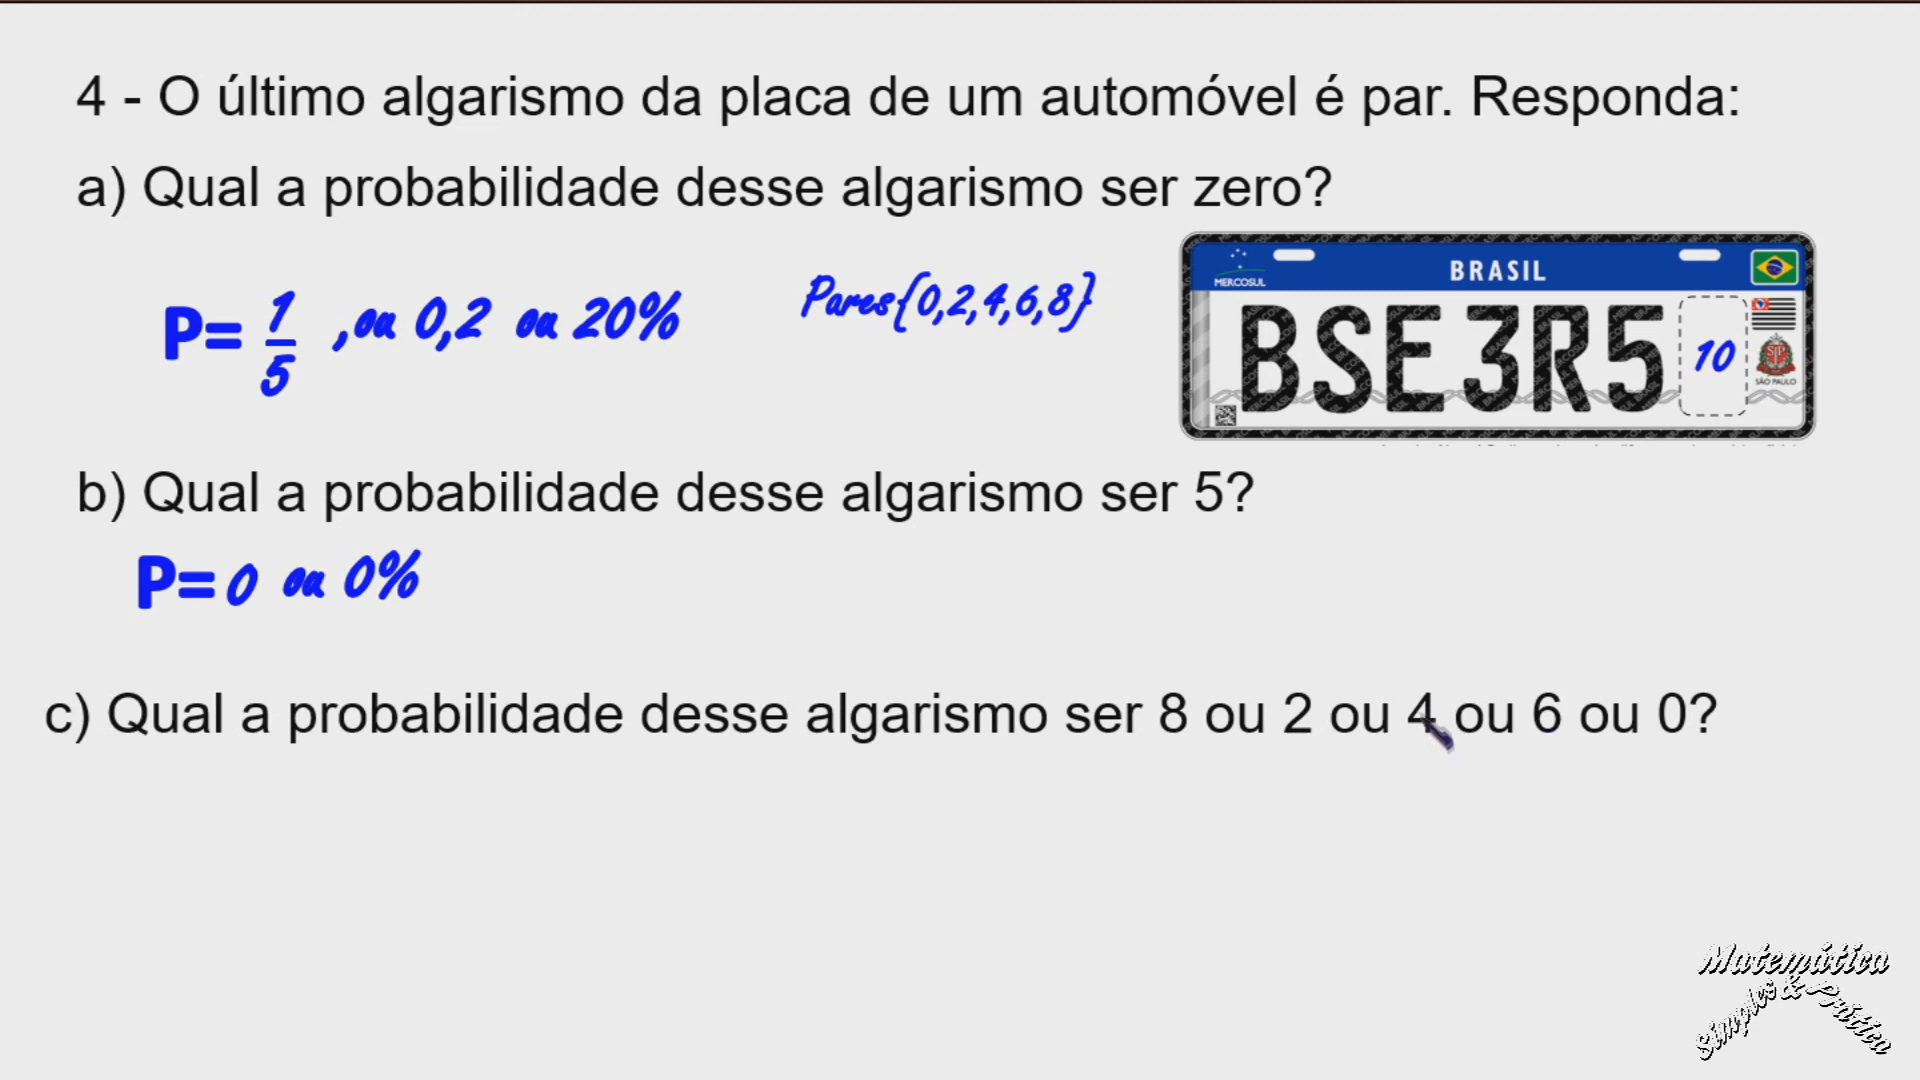 4 - O último algarismo da placa de um automóvel é par. Responda:
a) Qual a probabilidade desse algarismo ser zero?
P= 1/5 , ou 0,2 ou 20%
Pares{0,2,4,6,8}
MERCOSUL
BRASIL
BSE3R5
10
SÃO PAULO
b) Qual a probabilidade desse algarismo ser 5?
P= 0 ou 0%
c) Qual a probabilidade desse algarismo ser 8 ou 2 ou 4 ou 6 ou 0?
Matemática
Simples & Prática